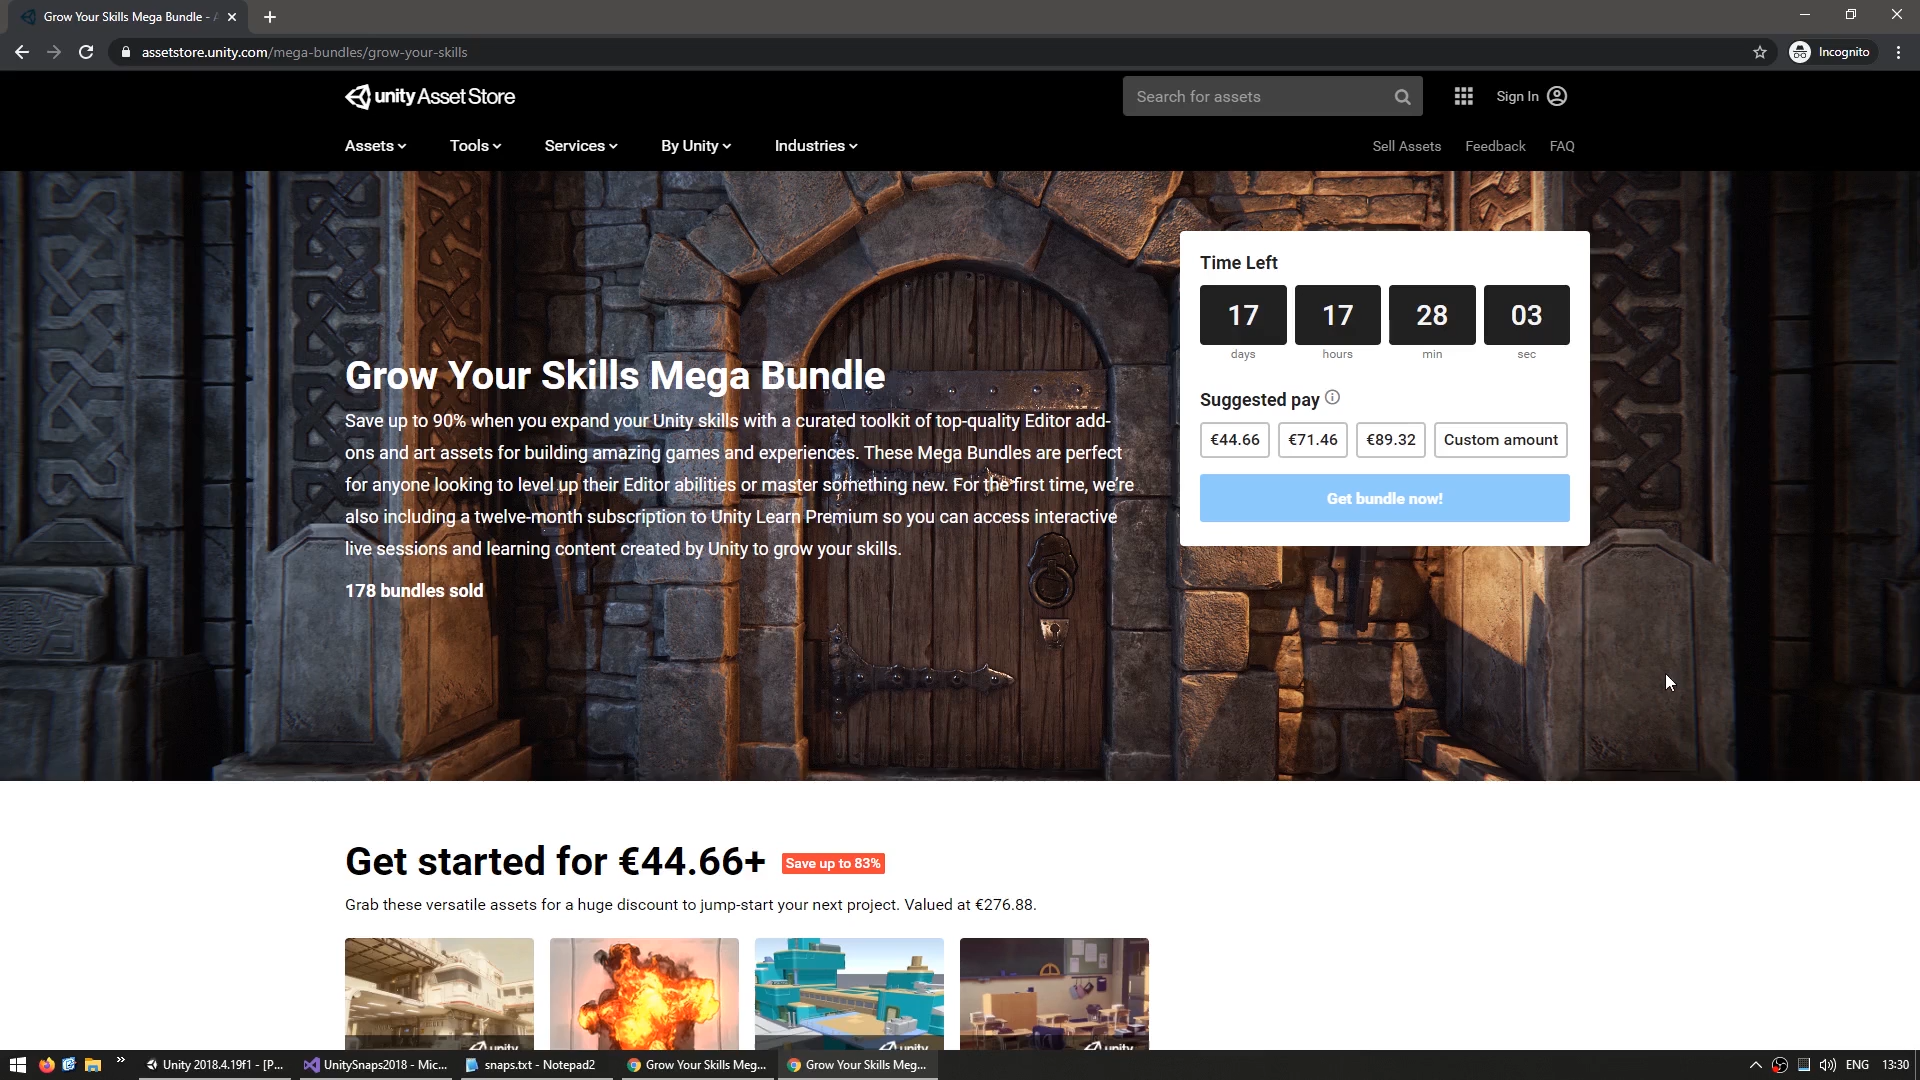 Grow Your Skills Mega Bundle - A
assetstore.unity.com/mega-bundles/grow-your-skills
Incognito
unity Asset Store
Search for assets
Sign In
Assets
Tools
Services
By Unity
Industries
Sell Assets
Feedback
FAQ
Grow Your Skills Mega Bundle
Save up to 90% when you expand your Unity skills with a curated toolkit of top-quality Editor add-
ons and art assets for building amazing games and experiences. These Mega Bundles are perfect
for anyone looking to level up their Editor abilities or master something new. For the first time, we're
also including a twelve-month subscription to Unity Learn Premium so you can access interactive
live sessions and learning content created by Unity to grow your skills.
178 bundles sold
Time Left
17 17 28 03
days hours min sec
Suggested pay
€44.66 €71.46 €89.32 Custom amount
Get bundle now!
Get started for €44.66+ Save up to 83%
Grab these versatile assets for a huge discount to jump-start your next project. Valued at €276.88.
unity
unity
unity
Unity 2018.4.19f1 - [P...
UnitySnaps2018 - Mic...
snaps.txt - Notepad2
Grow Your Skills Meg...
Grow Your Skills Meg...
ENG
13:30